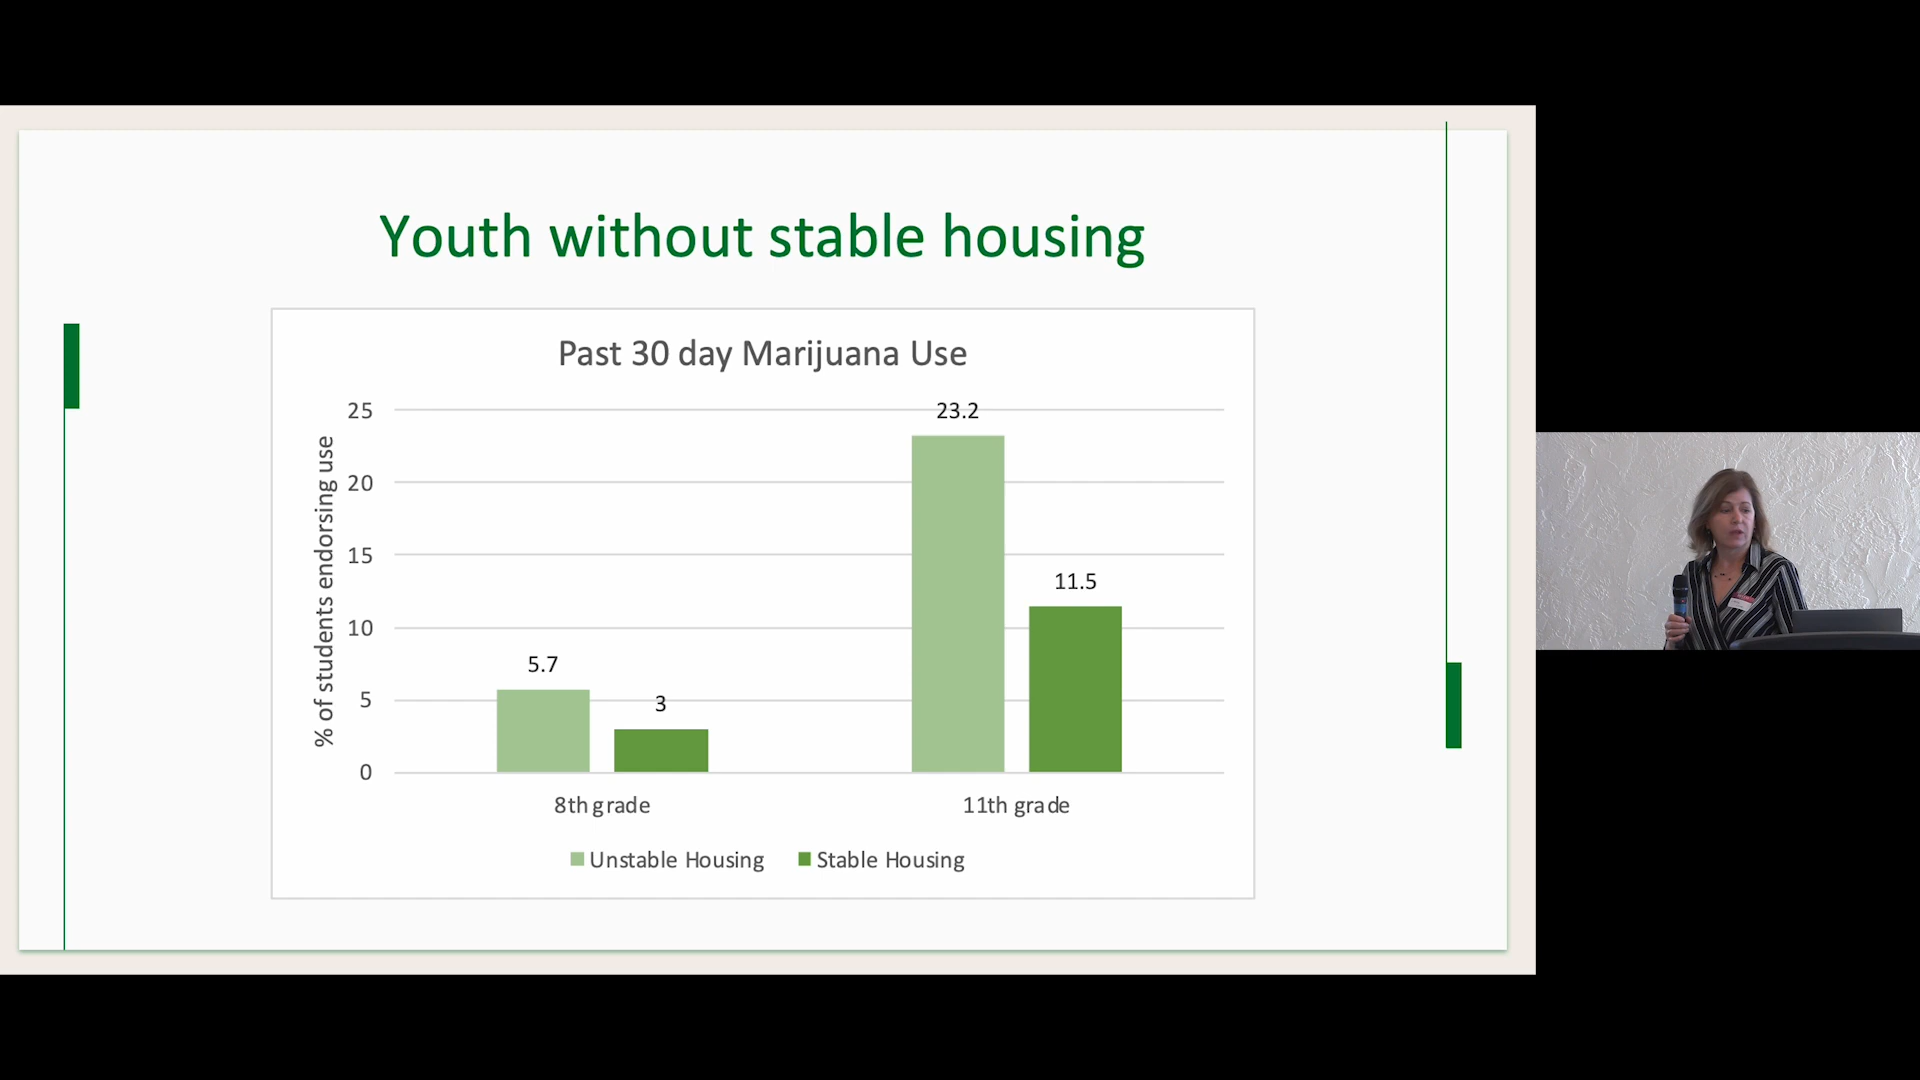 Youth without stable housing
Past 30 day Marijuana Use
% of students endorsing use
25
20
15
10
5
0
5.7
3
23.2
11.5
8th grade
11th grade
Unstable Housing
Stable Housing